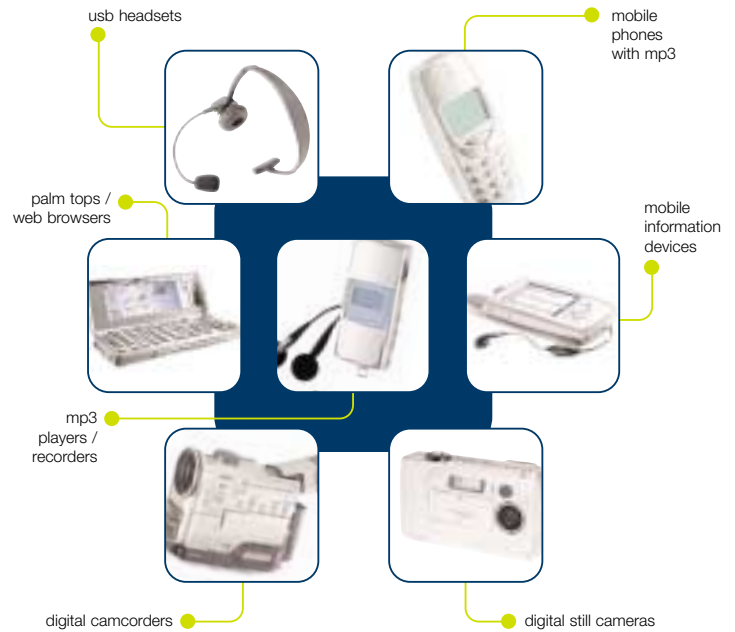 usb headsets
mobile
phones
with mp3
palm tops /
web browsers
mobile
information
devices
mp3
players /
recorders
digital camcorders
digital still cameras